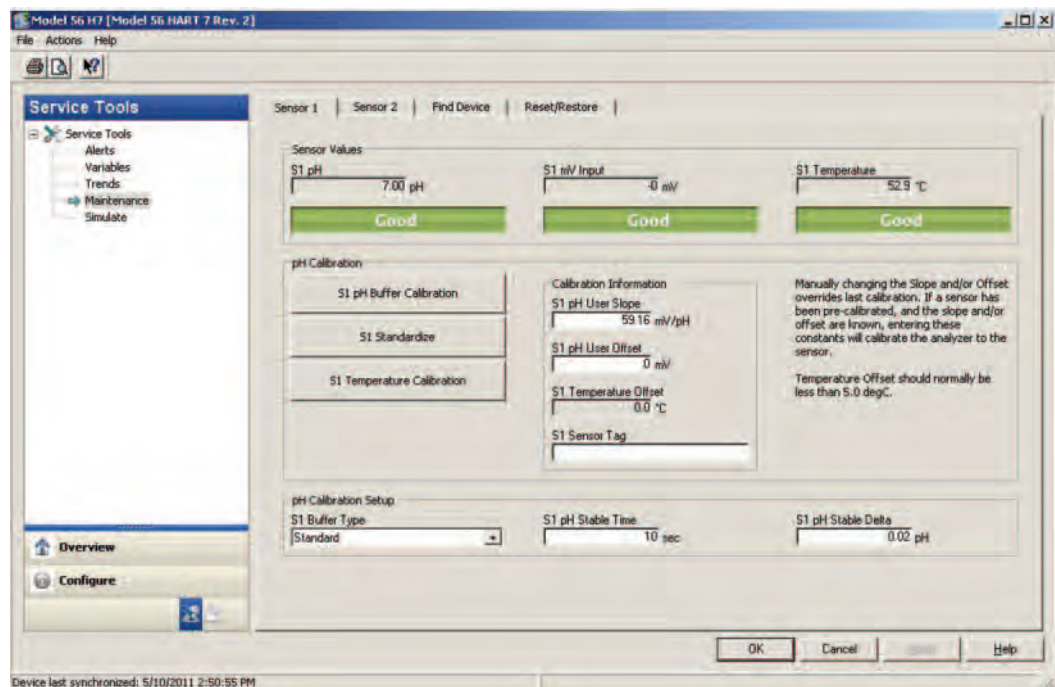 Model 56 H7 [Model 56 HART 7 Rev. 2]
File Actions Help
Service Tools
Service Tools
Alerts
Variables
Trends
Maintenance
Simulate
Overview
Configure
Sensor 1 | Sensor 2 | Find Device | Reset/Restore |
Sensor Values
S1 pH
7.00 pH
Good
S1 mV Input
-0 mV
Good
S1 Temperature
52.9 °C
Good
pH Calibration
S1 pH Buffer Calibration
S1 Standardize
S1 Temperature Calibration
Calibration Information
S1 pH User Slope
59.16 mV/pH
S1 pH User Offset
0 mV
S1 Temperature Offset
0.0 °C
S1 Sensor Tag
Manually changing the Slope and/or Offset
overrides last calibration. If a sensor has
been pre-calibrated, and the slope and/or
offset are known, entering these
constants will calibrate the analyzer to the
sensor.
Temperature Offset should normally be
less than 5.0 degC.
pH Calibration Setup
S1 Buffer Type
Standard
S1 pH Stable Time
10 sec
S1 pH Stable Delta
0.02 pH
OK Cancel Help
Device last synchronized: 5/10/2011 2:50:55 PM